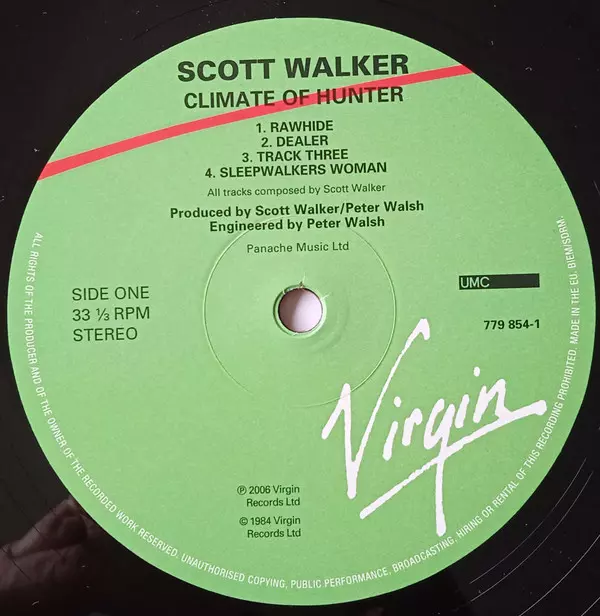 SCOTT WALKER
CLIMATE OF HUNTER
1. RAWHIDE
2. DEALER
3. TRACK THREE
4. SLEEPWALKERS WOMAN
All tracks composed by Scott Walker
Produced by Scott Walker/Peter Walsh
Engineered by Peter Walsh
Panache Music Ltd
SIDE ONE
33 ⅓ RPM
STEREO
UMC
779 854-1
Virgin
℗ 2006 Virgin
Records Ltd
© 1984 Virgin
Records Ltd
ALL RIGHTS OF THE PRODUCER AND OF THE OWNER OF THE RECORDED WORK RESERVED. UNAUTHORISED COPYING, PUBLIC PERFORMANCE, BROADCASTING, HIRING OR RENTAL OF THIS RECORDING PROHIBITED. MADE IN THE EU. BIEM/SDRM.